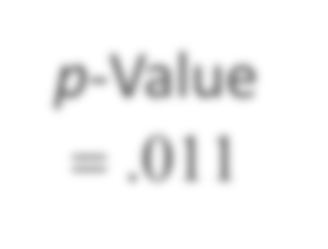 p-Value
= .011